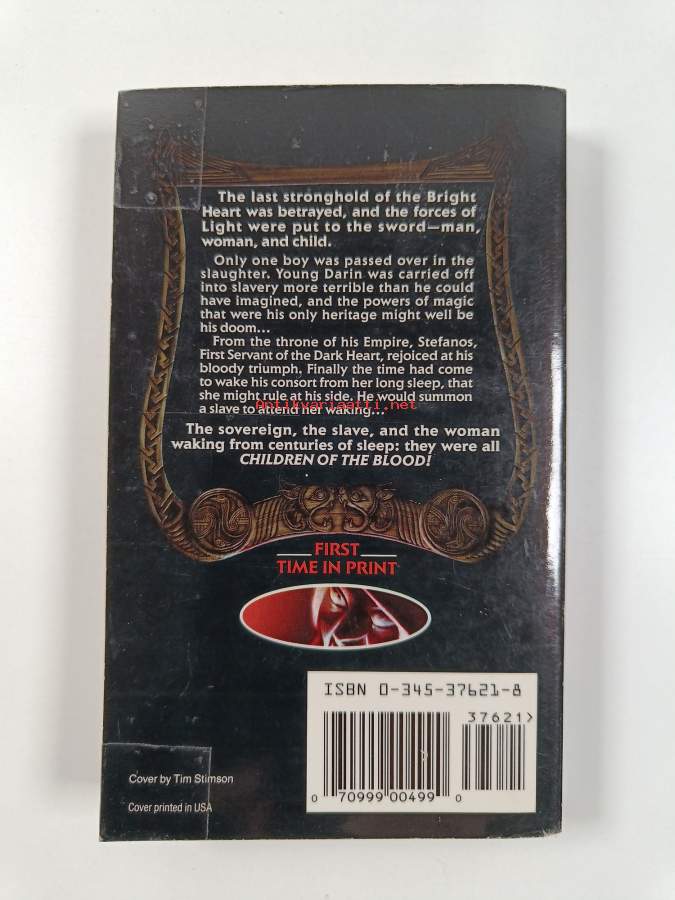 The last stronghold of the Bright
Heart was betrayed, and the forces of
Light were put to the sword—man,
woman, and child.
Only one boy was passed over in the
slaughter. Young Darin was carried off
into slavery more terrible than he could
have imagined, and the powers of magic
that were his only heritage might well be
his doom...
From the throne of his Empire, Stefanos,
First Servant of the Dark Heart, rejoiced at his
bloody triumph. Finally the time had come
to wake his consort from her long sleep, that
she might rule at his side. He would summon
a slave to attend her waking...
Antikvariaatti.net
The sovereign, the slave, and the woman
waking from centuries of sleep: they were all
CHILDREN OF THE BLOOD!
FIRST
TIME IN PRINT
ISBN 0-345-37621-8
37621>
0 70999 00499 0
Cover by Tim Stimson
Cover printed in USA